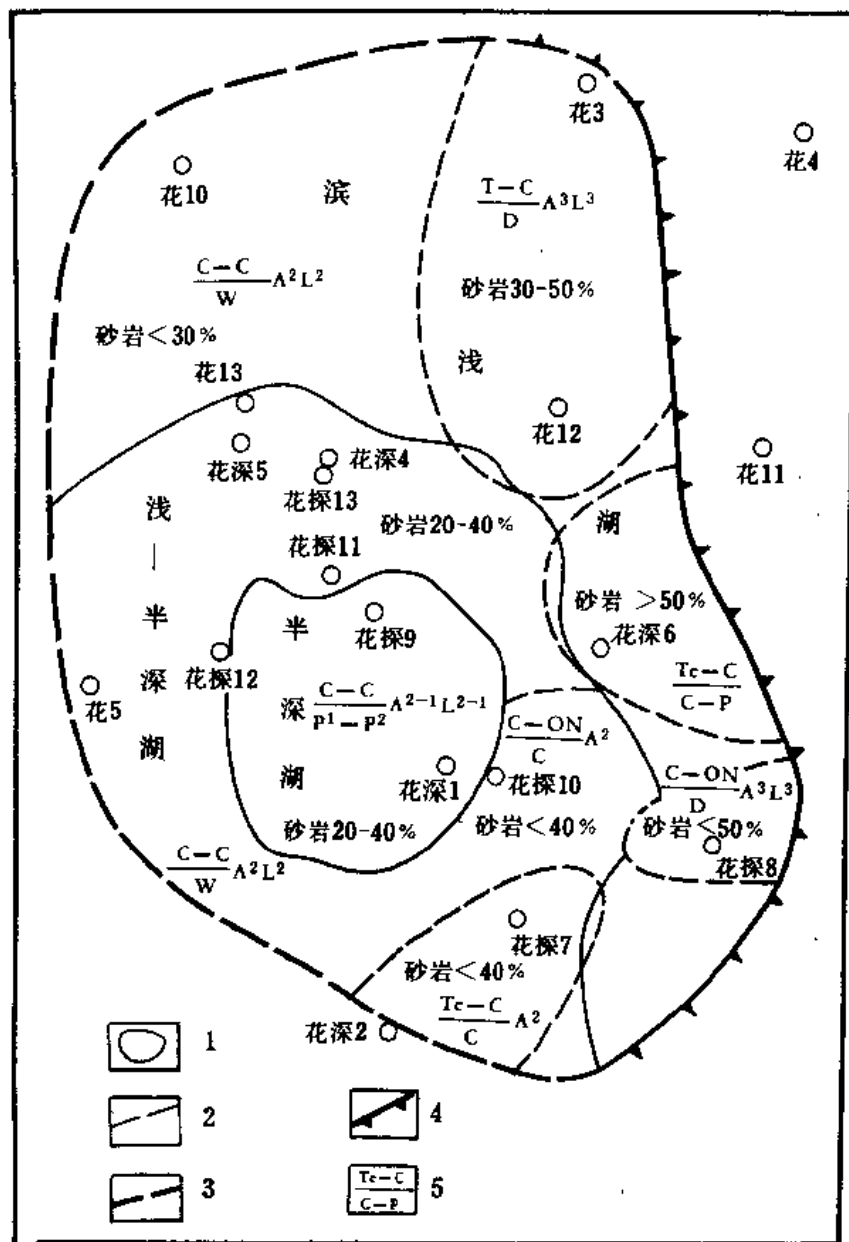 花3
花4
花10
滨
T-C
D
A³L³
C-C
W
A²L²
砂岩30-50%
砂岩<30%
浅
花13
花12
花深5
花深4
花11
花探13
浅
|
半
深
湖
砂岩20-40%
湖
花探11
砂岩 >50%
半
深
湖
花探9
花深6
花探12
花5
Tc-C
C-P
C-C
P¹-P²
A²⁻¹L²⁻¹
C-ON
C
A²
C-ON
D
A³L³
花深1
花探10
砂岩20-40%
砂岩<40%
砂岩<50%
花探8
C-C
W
A²L²
花探7
砂岩<40%
Tc-C
C
A²
花深2
1
2
3
4
Tc-C
C-P
5